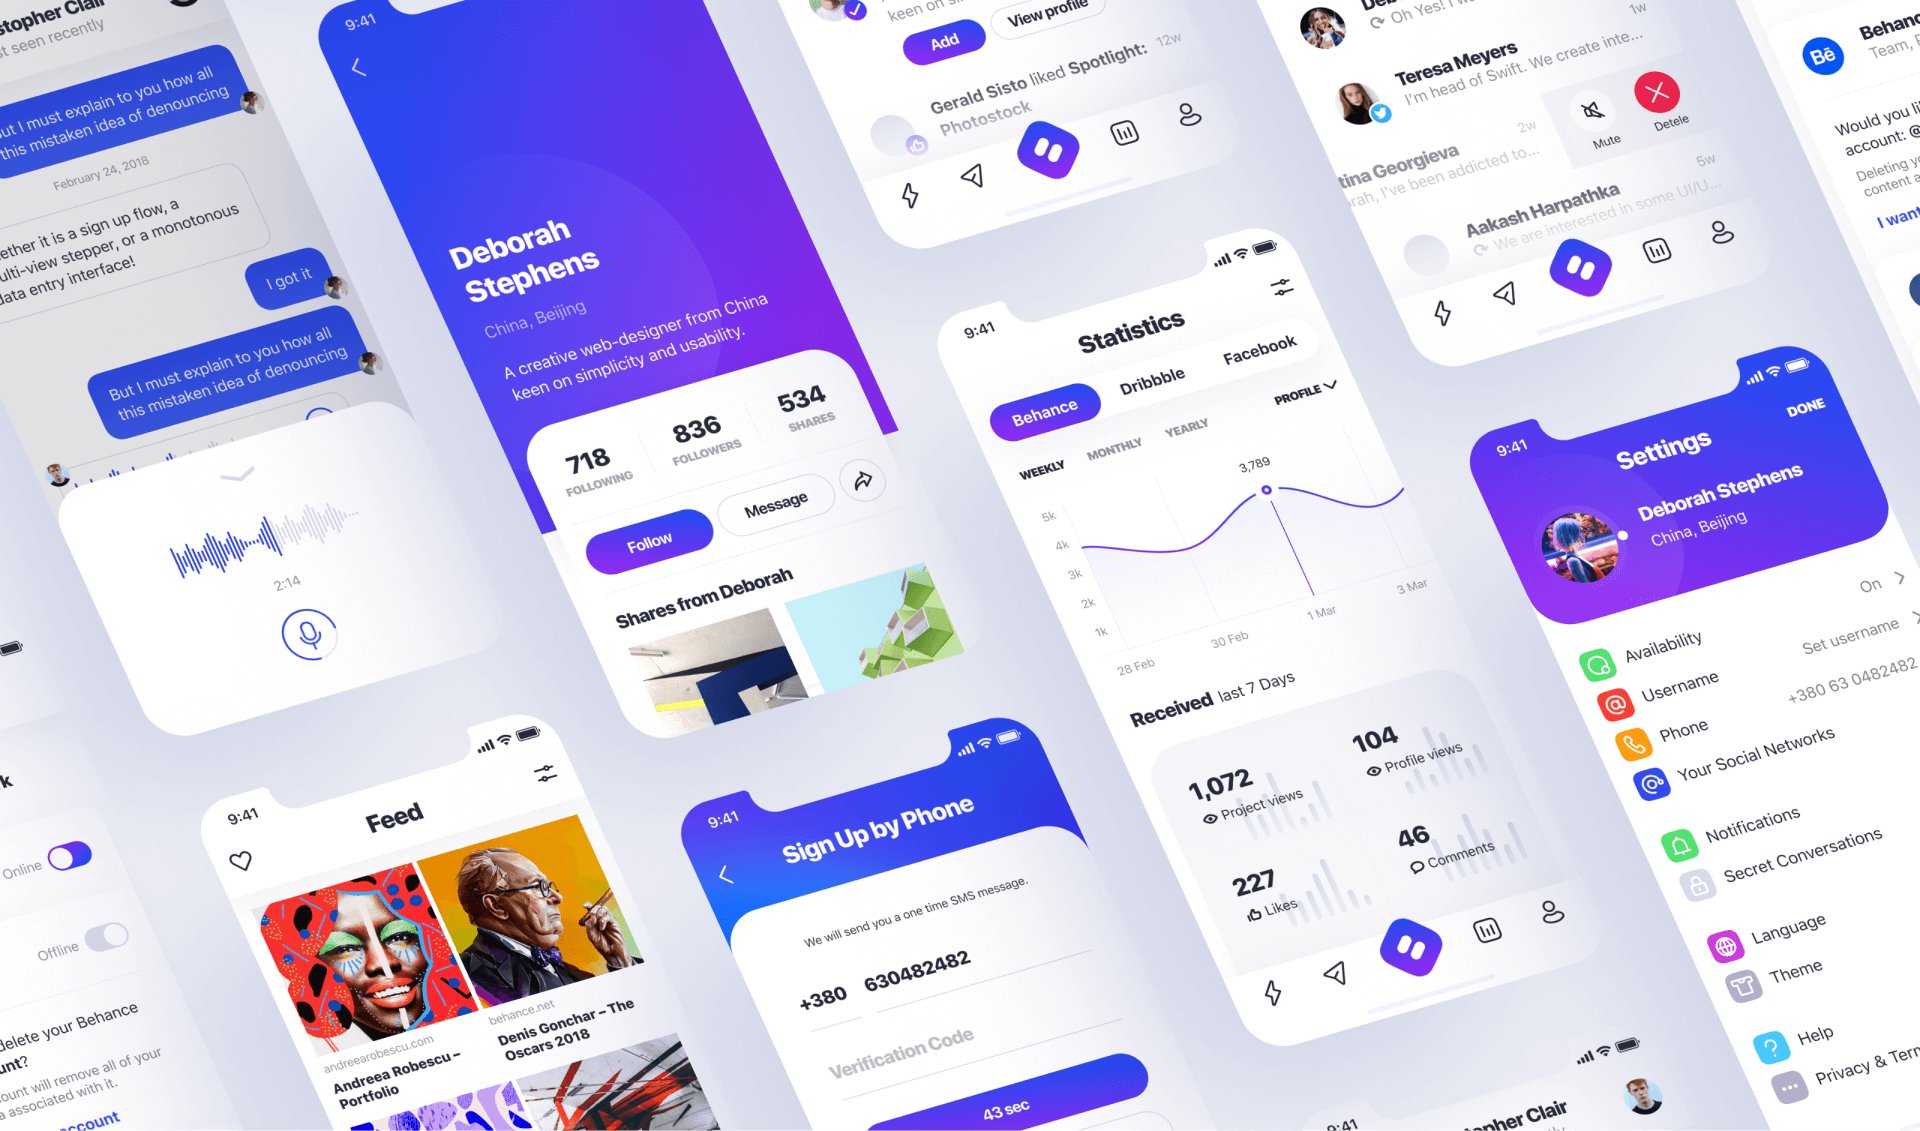 stopher Clair
st seen recently
But I must explain to you how all
this mistaken idea of denouncing
February 24, 2018
ether it is a sign up flow, a
ulti-view stepper, or a monotonous
data entry interface!
I got it
But I must explain to you how all
this mistaken idea of denouncing
2:14
k
Online
Offline
delete your Behance
unt?
count will remove all of your
a associated with it.
ccount
9:41
Deborah
Stephens
China, Beijing
A creative web-designer from China
keen on simplicity and usability.
718
FOLLOWING
836
FOLLOWERS
534
SHARES
Follow
Message
Shares from Deborah
9:41
Feed
andreearobescu.com
Andreea Robescu –
Portfolio
behance.net
Denis Gonchar – The
Oscars 2018
keen on sim
Add
View profile
Gerald Sisto liked Spotlight:
Photostock
12w
9:41
Sign Up by Phone
We will send you a one time SMS message.
+380
630482482
Verification Code
43 sec
9:41
Statistics
Behance
Dribbble
Facebook
WEEKLY
MONTHLY
YEARLY
PROFILE
3,789
5k
4k
3k
2k
1k
28 Feb
30 Feb
1 Mar
3 Mar
Received last 7 Days
1,072
Project views
104
Profile views
227
Likes
46
Comments
Oh Yes! I w
1w
Teresa Meyers
I'm head of Swift. We create inte...
2w
Mute
Detele
tina Georgieva
rah, I've been addicted to...
5w
Aakash Harpathka
We are interested in some UI/U...
9:41
Settings
DONE
Deborah Stephens
China, Beijing
Availability
On
Username
Set username
Phone
+380 63 0482482
Your Social Networks
Notifications
Secret Conversations
Language
Theme
Help
Privacy & Term
Bē
Behanc
Team, F
Would you lik
account: @
Deleting yo
content a
I want
9:41
stopher Clair